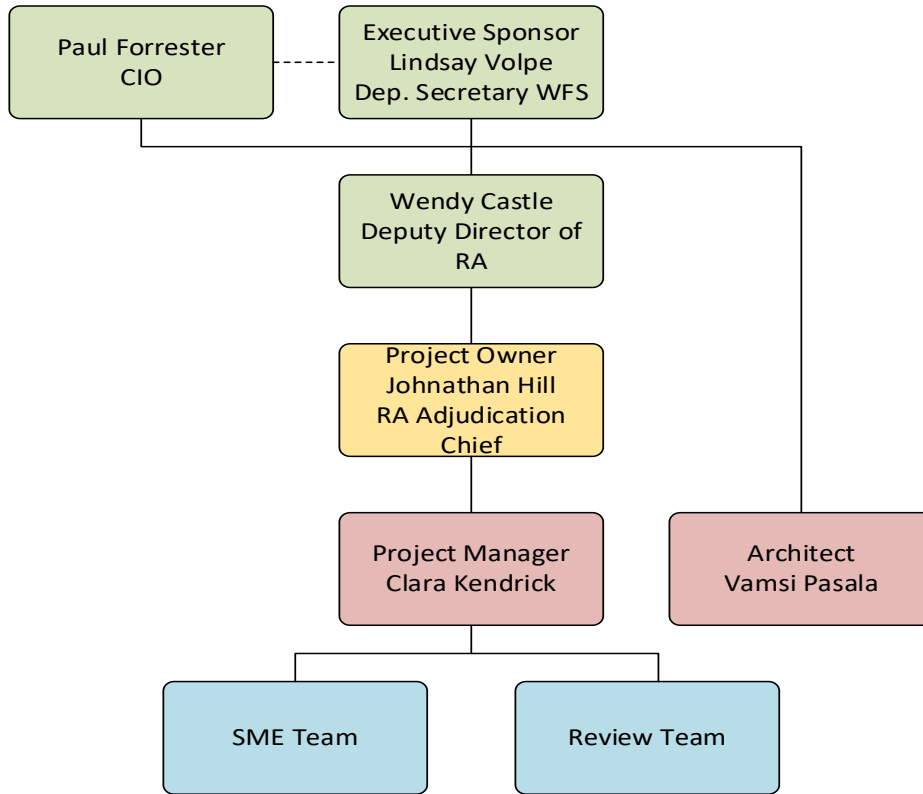 Paul Forrester
CIO
Executive Sponsor
Lindsay Volpe
Dep. Secretary WFS
Wendy Castle
Deputy Director of
RA
Project Owner
Johnathan Hill
RA Adjudication
Chief
Project Manager
Clara Kendrick
Architect
Vamsi Pasala
SME Team
Review Team